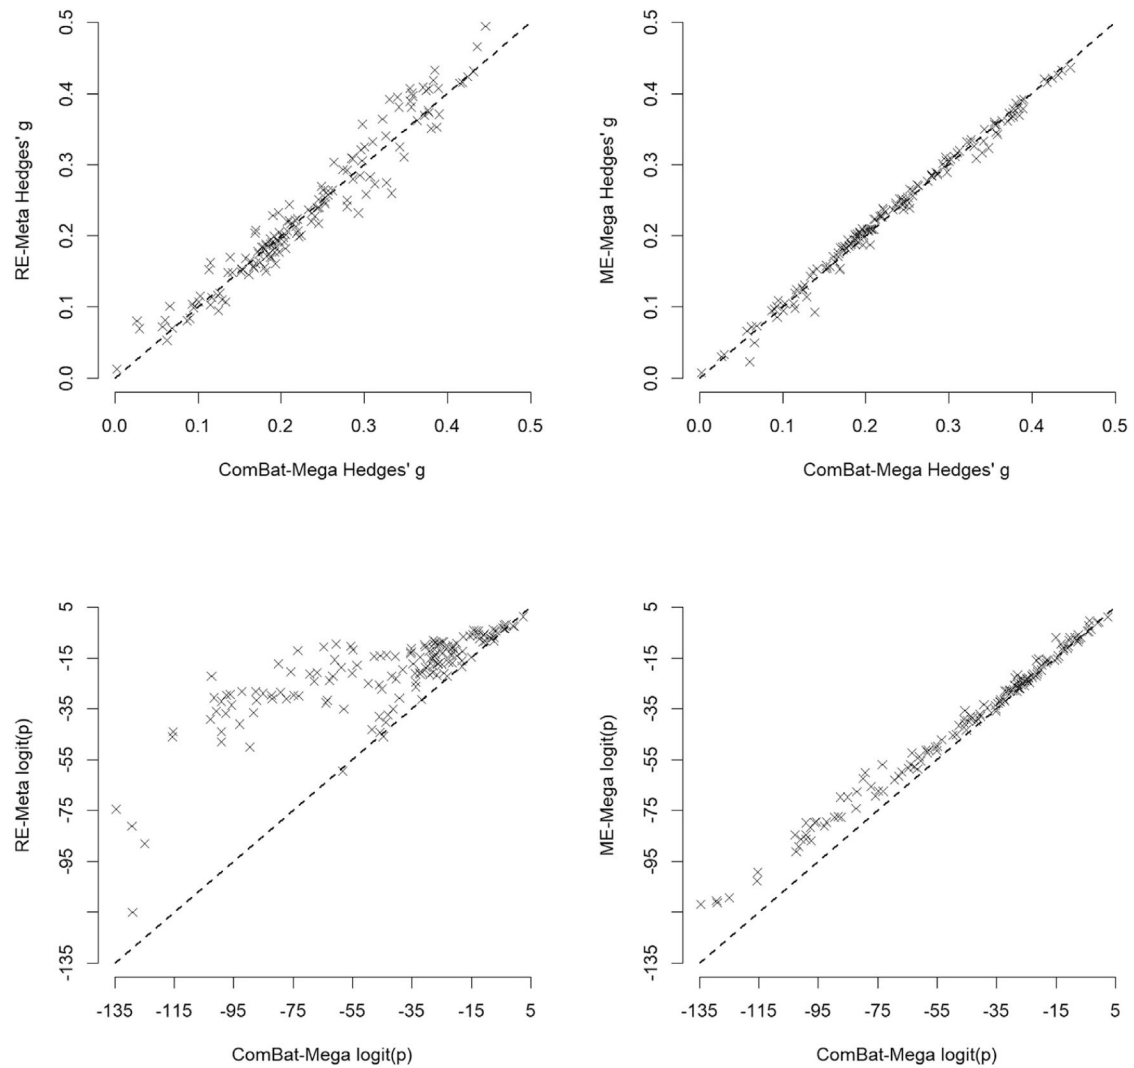 0.5
0.4
0.3
0.2
0.1
0.0
RE-Meta Hedges' g
0.0 0.1 0.2 0.3 0.4 0.5
ComBat-Mega Hedges' g
0.5
0.4
0.3
0.2
0.1
0.0
ME-Mega Hedges' g
0.0 0.1 0.2 0.3 0.4 0.5
ComBat-Mega Hedges' g
5
-15
-35
-55
-75
-95
-135
RE-Meta logit(p)
-135 -115 -95 -75 -55 -35 -15 5
ComBat-Mega logit(p)
5
-15
-35
-55
-75
-95
-135
ME-Mega logit(p)
-135 -115 -95 -75 -55 -35 -15 5
ComBat-Mega logit(p)